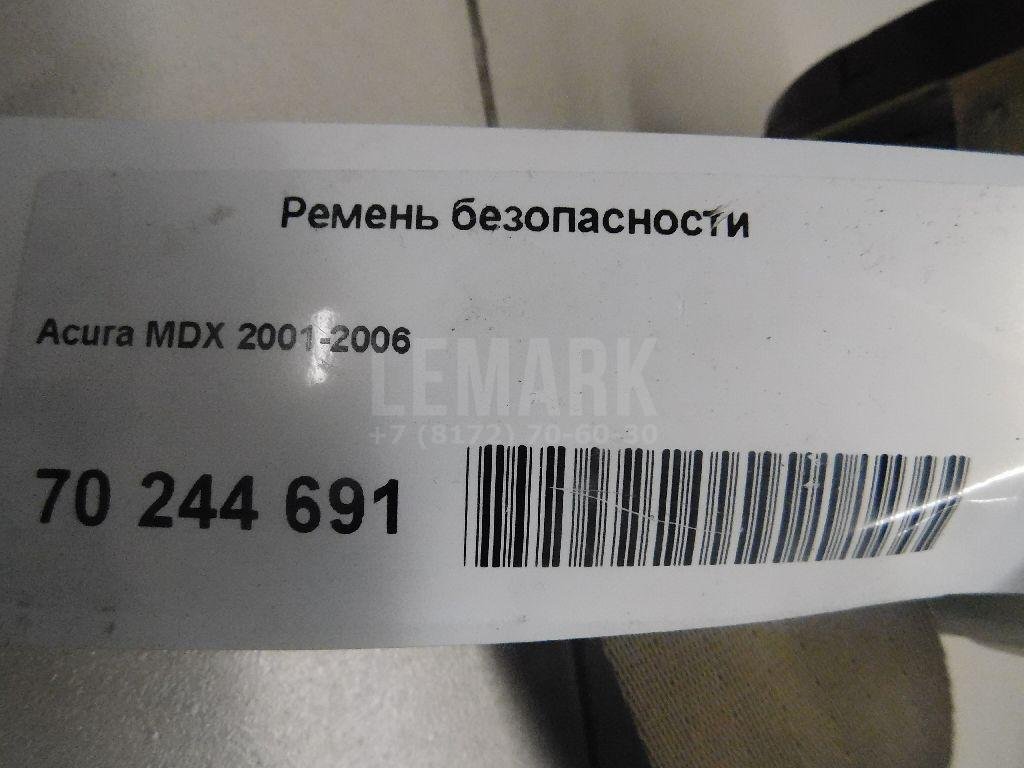 Ремень безопасности
Acura MDX 2001-2006
LEMARK
+7 (8172) 70-60-30
70 244 691